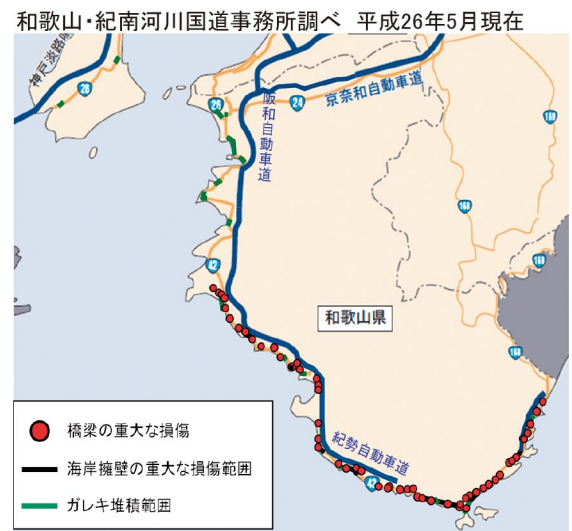 和歌山・紀南河川国道事務所調べ 平成26年5月現在
神戸淡路鳴
28
26
24
京奈和自動車道
阪和自動車道
168
168
42
和歌山県
168
紀勢自動車道
42
橋梁の重大な損傷
海岸擁壁の重大な損傷範囲
ガレキ堆積範囲